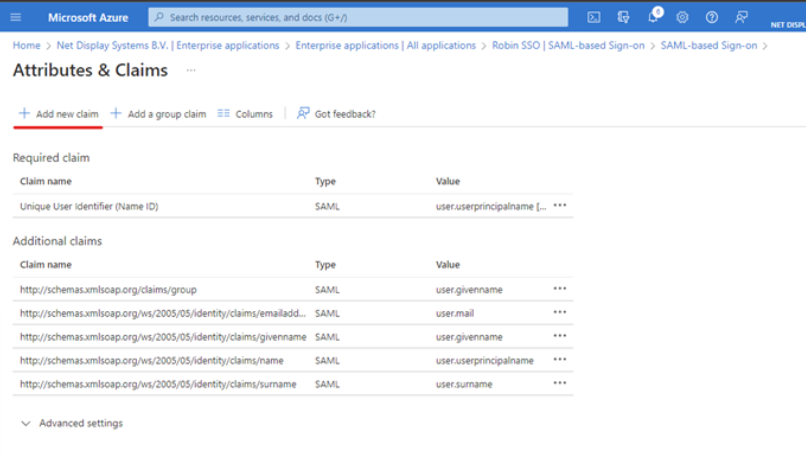 Microsoft Azure
Search resources, services, and docs (G+/)
NET DISPL
Home > Net Display Systems B.V. | Enterprise applications > Enterprise applications | All applications > Robin SSO | SAML-based Sign-on > SAML-based Sign-on >
Attributes & Claims ...
Add new claim Add a group claim Columns Got feedback?
Required claim
Claim name Type Value
Unique User Identifier (Name ID) SAML user.userprincipalname [...
Additional claims
Claim name Type Value
http://schemas.xmlsoap.org/claims/group SAML user.givenname
http://schemas.xmlsoap.org/ws/2005/05/identity/claims/emailadd... SAML user.mail
http://schemas.xmlsoap.org/ws/2005/05/identity/claims/givenname SAML user.givenname
http://schemas.xmlsoap.org/ws/2005/05/identity/claims/name SAML user.userprincipalname
http://schemas.xmlsoap.org/ws/2005/05/identity/claims/surname SAML user.surname
Advanced settings